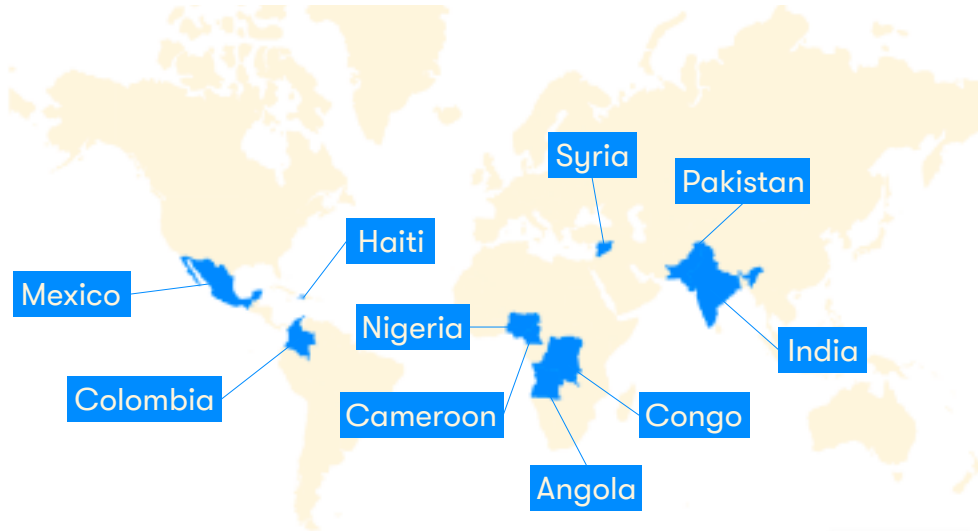 Syria
Pakistan
Haiti
Mexico
Nigeria
India
Colombia
Cameroon
Congo
Angola